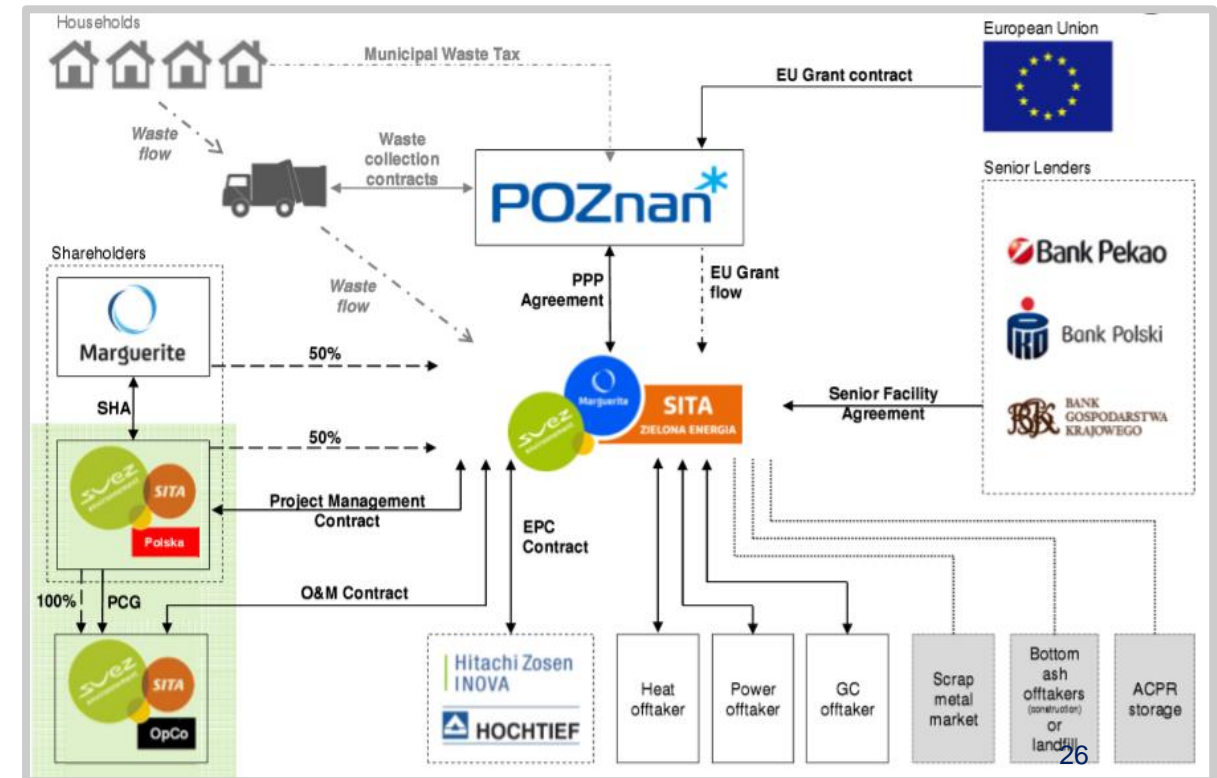 Households
Municipal Waste Tax
European Union
EU Grant contract
Waste
flow
Waste
collection
contracts
POZnan*
Senior Lenders
Bank Pekao
Bank Polski
BGK
BANK
GOSPODARSTWA
KRAJOWEGO
Shareholders
Marguerite
SHA
50%
50%
Waste
flow
PPP
Agreement
EU Grant
flow
Marguerite
suez
environnement
SITA
ZIELONA ENERGIA
Senior Facility
Agreement
suez
environnement
SITA
Polska
Project Management
Contract
EPC
Contract
100%
PCG
O&M Contract
suez
environnement
SITA
OpCo
Hitachi Zosen
INOVA
HOCHTIEF
Heat
offtaker
Power
offtaker
GC
offtaker
Scrap
metal
market
Bottom
ash
offtakers
(construction)
or
landfill
ACPR
storage
26